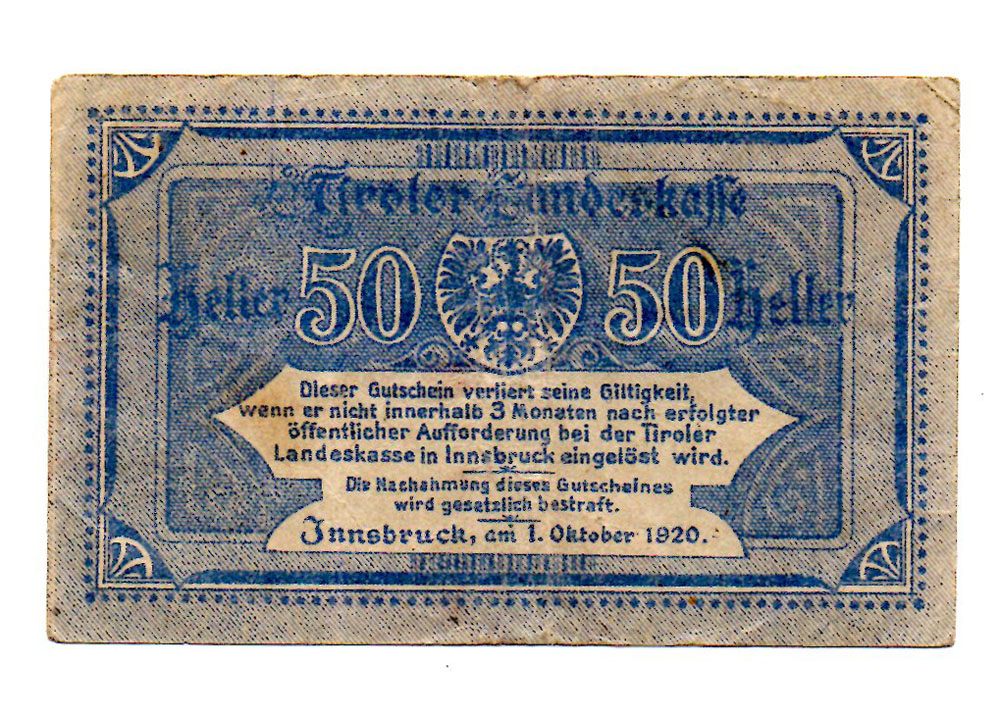 Tiroler Landeskasse
Heller 50 50 Heller
Dieser Gutschein verliert seine Giltigkeit,
wenn er nicht innerhalb 3 Monaten nach erfolgter
öffentlicher Aufforderung bei der Tiroler
Landeskasse in Innsbruck eingelöst wird.
Die Nachahmung dieses Gutscheines
wird gesetzlich bestraft.
Innsbruck, am 1. Oktober 1920.